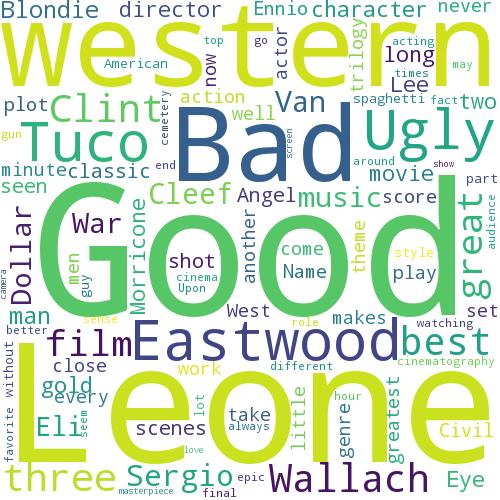 Blondie director Ennio character never
western
top go actor trilogy long
American now acting
plot Clint action Van Lee times may
Tuco cemetery Bad spaghetti fact two
gun well screen Ugly
minute classic end around movie show
seen Cleef Angel music score part
Dollar War Good another theme great audience
men shot come style
camera guy Morricone cinema Name play
Upon
man sense West role makes watching set
better film Eastwood best
close work different cinematography
favorite without gold every Leone hour
Eli seem lot take little genre greatest
scenes always Civil
love
three Sergio epic Wallach Eye
masterpiece final